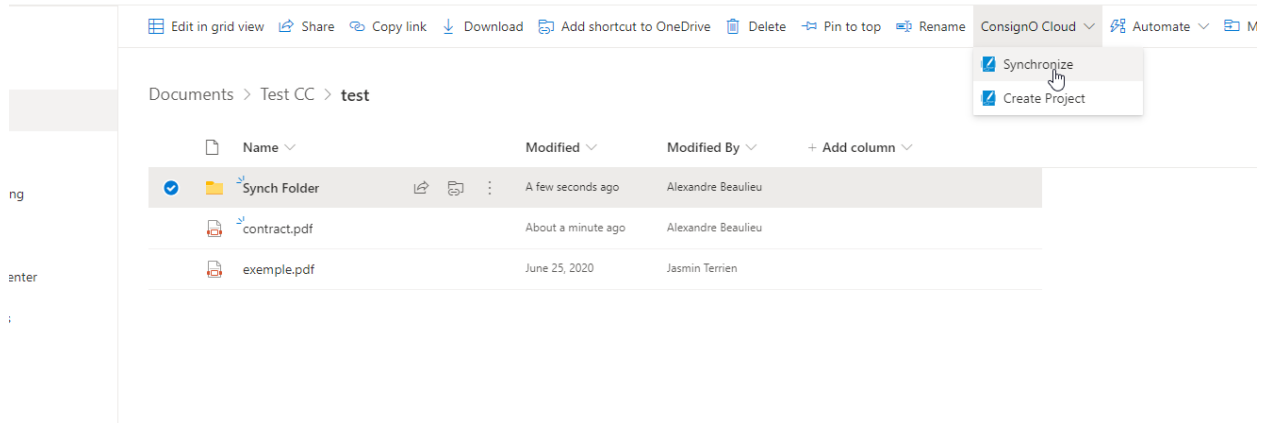 Edit in grid view Share Copy link Download Add shortcut to OneDrive Delete Pin to top Rename ConsignO Cloud Automate M
Synchronize
Create Project
Documents > Test CC > test
Name Modified Modified By + Add column
Synch Folder A few seconds ago Alexandre Beaulieu
ng
contract.pdf About a minute ago Alexandre Beaulieu
exemple.pdf June 25, 2020 Jasmin Terrien
enter
s